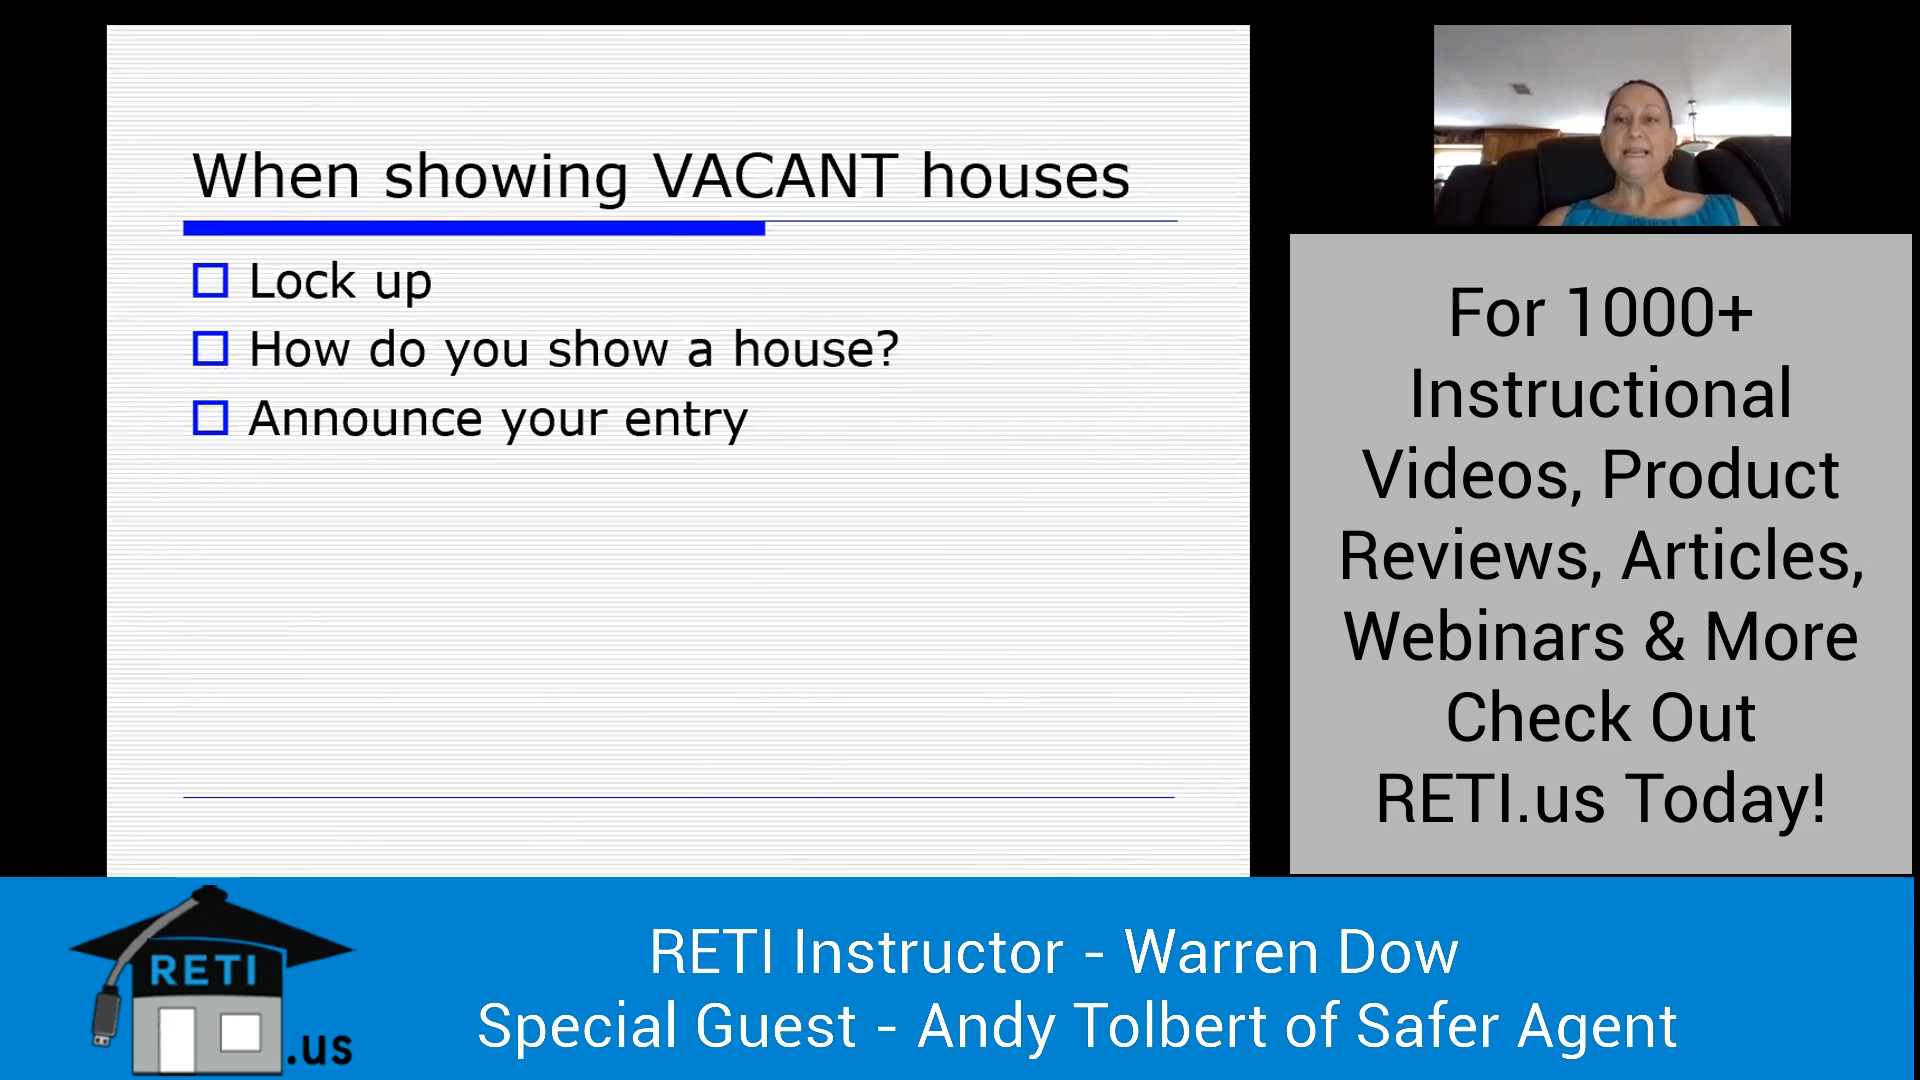 When showing VACANT houses
Lock up
How do you show a house?
Announce your entry
For 1000+
Instructional
Videos, Product
Reviews, Articles,
Webinars & More
Check Out
RETI.us Today!
RETI
.us
RETI Instructor - Warren Dow
Special Guest - Andy Tolbert of Safer Agent